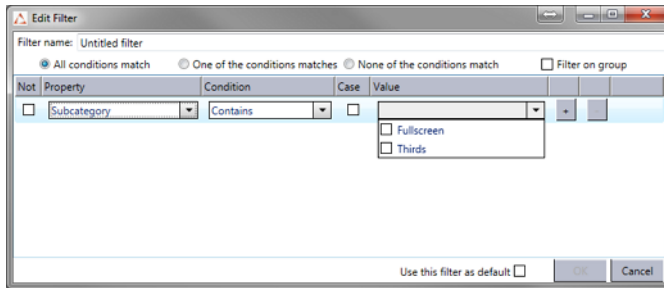 Edit Filter
Filter name: Untitled filter
All conditions match One of the conditions matches None of the conditions match Filter on group
Not Property Condition Case Value
Subcategory Contains + -
Fullscreen
Thirds
Use this filter as default OK Cancel